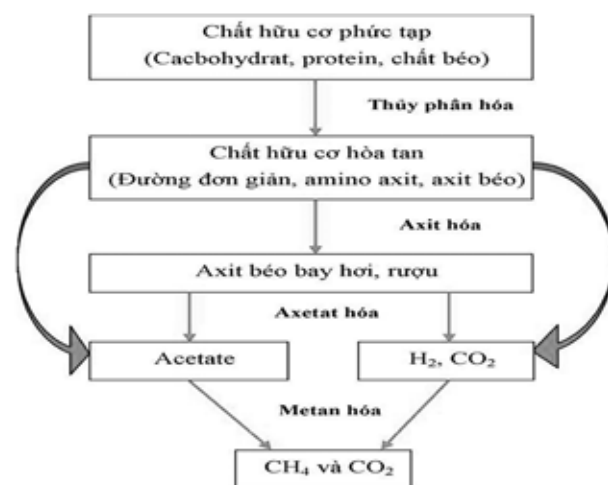 Chất hữu cơ phức tạp
(Cacbohydrat, protein, chất béo)
Thủy phân hóa
Chất hữu cơ hòa tan
(Đường đơn giản, amino axit, axit béo)
Axit hóa
Axit béo bay hơi, rượu
Axetat hóa
Acetate
H₂, CO₂
Metan hóa
CH₄ và CO₂